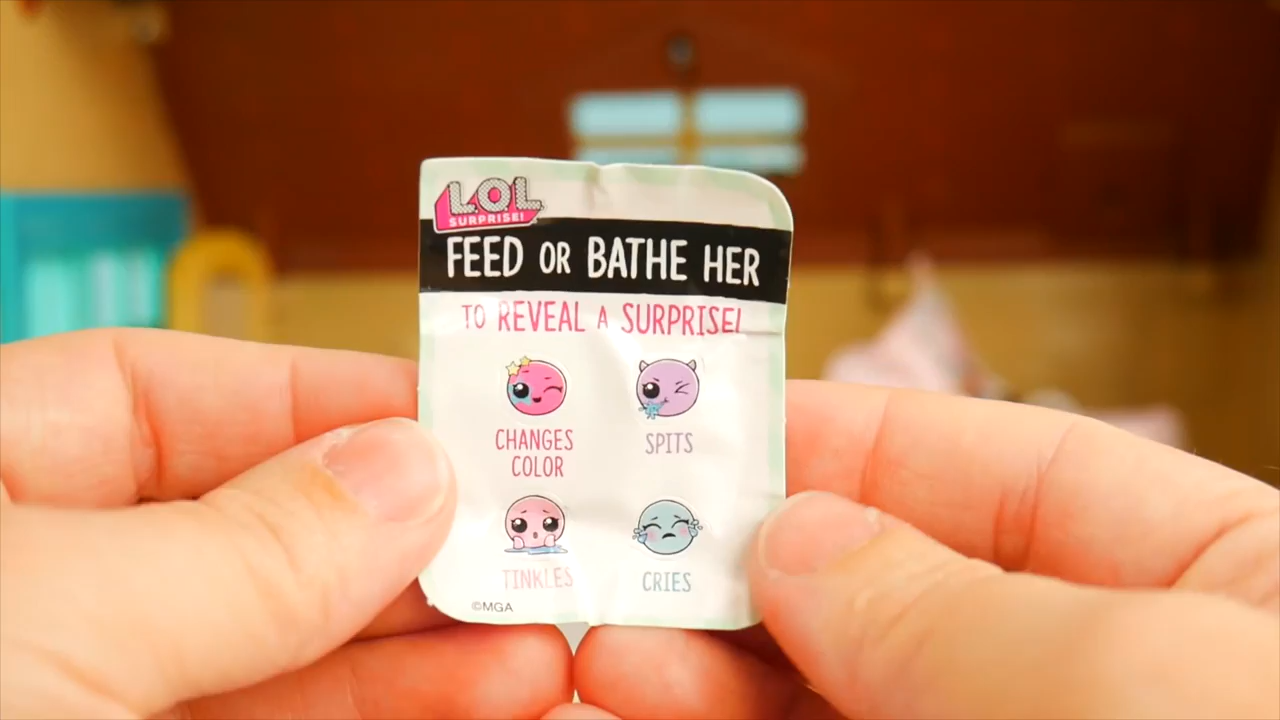 L.O.L.
SURPRISE!
FEED OR BATHE HER
TO REVEAL A SURPRISE!
CHANGES COLOR
SPITS
TINKLES
CRIES
©MGA